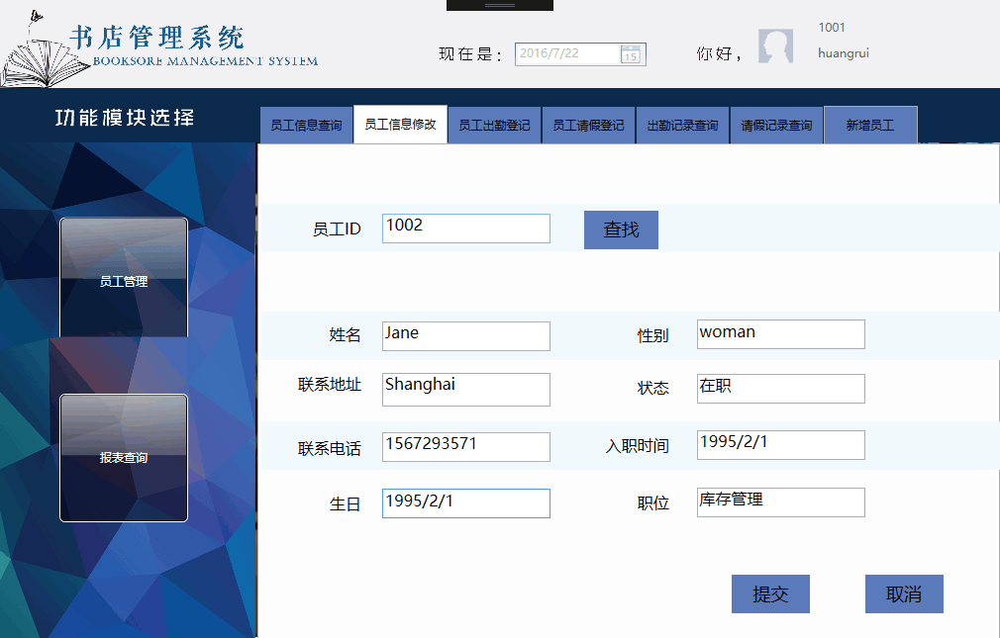 书店管理系统
BOOKSORE MANAGEMENT SYSTEM
现在是： 2016/7/22 15
你好， 1001
huangrui
功能模块选择
员工信息查询 员工信息修改 员工出勤登记 员工请假登记 出勤记录查询 请假记录查询 新增员工
员工管理
报表查询
员工ID 1002 查找
姓名 Jane 性别 woman
联系地址 Shanghai 状态 在职
联系电话 1567293571 入职时间 1995/2/1
生日 1995/2/1 职位 库存管理
提交 取消